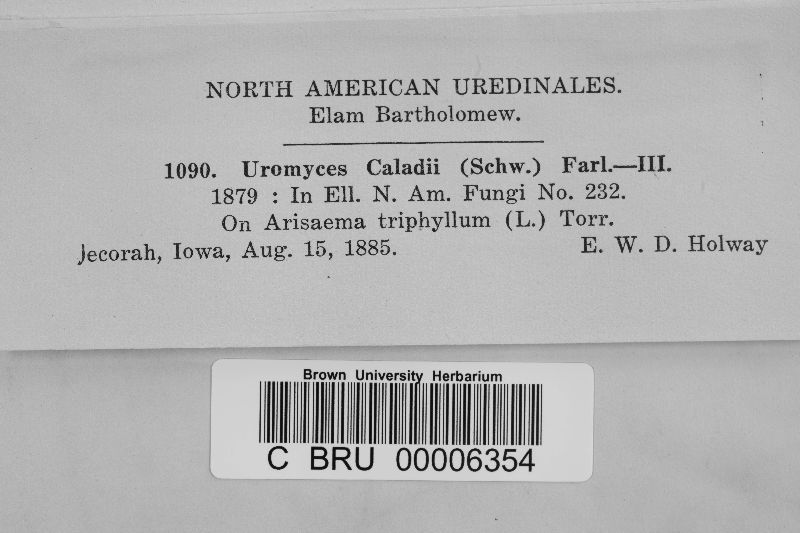 NORTH AMERICAN UREDINALES.
Elam Bartholomew.
1090. Uromyces Caladii (Schw.) Farl.—III.
1879 : In Ell. N. Am. Fungi No. 232.
On Arisaema triphyllum (L.) Torr.
Jecorah, Iowa, Aug. 15, 1885. E. W. D. Holway
Brown University Herbarium
C BRU 00006354